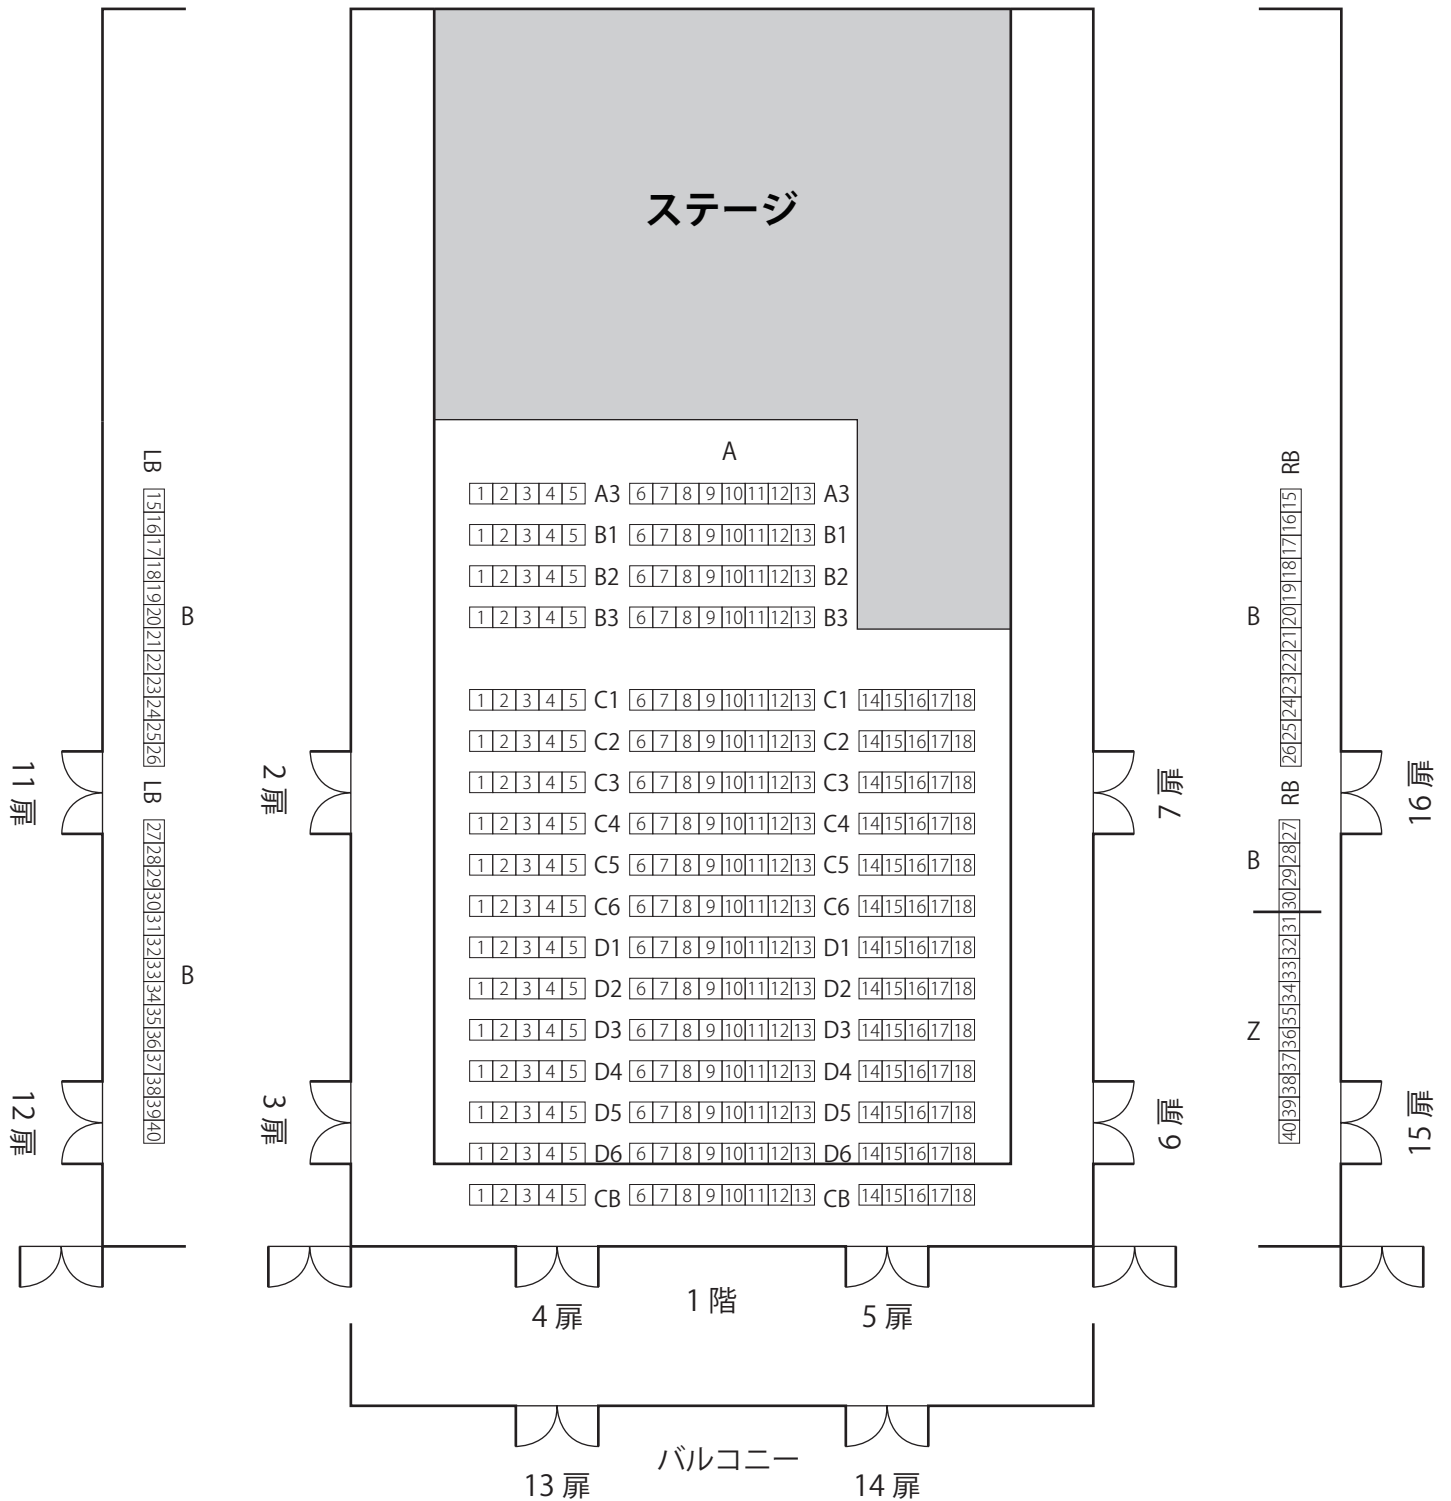 ステージ
A
1 2 3 4 5 A3 6 7 8 9 10 11 12 13 A3
1 2 3 4 5 B1 6 7 8 9 10 11 12 13 B1
1 2 3 4 5 B2 6 7 8 9 10 11 12 13 B2
1 2 3 4 5 B3 6 7 8 9 10 11 12 13 B3
1 2 3 4 5 C1 6 7 8 9 10 11 12 13 C1 14 15 16 17 18
1 2 3 4 5 C2 6 7 8 9 10 11 12 13 C2 14 15 16 17 18
1 2 3 4 5 C3 6 7 8 9 10 11 12 13 C3 14 15 16 17 18
1 2 3 4 5 C4 6 7 8 9 10 11 12 13 C4 14 15 16 17 18
1 2 3 4 5 C5 6 7 8 9 10 11 12 13 C5 14 15 16 17 18
1 2 3 4 5 C6 6 7 8 9 10 11 12 13 C6 14 15 16 17 18
1 2 3 4 5 D1 6 7 8 9 10 11 12 13 D1 14 15 16 17 18
1 2 3 4 5 D2 6 7 8 9 10 11 12 13 D2 14 15 16 17 18
1 2 3 4 5 D3 6 7 8 9 10 11 12 13 D3 14 15 16 17 18
1 2 3 4 5 D4 6 7 8 9 10 11 12 13 D4 14 15 16 17 18
1 2 3 4 5 D5 6 7 8 9 10 11 12 13 D5 14 15 16 17 18
1 2 3 4 5 D6 6 7 8 9 10 11 12 13 D6 14 15 16 17 18
1 2 3 4 5 CB 6 7 8 9 10 11 12 13 CB 14 15 16 17 18
LB 15 16 17 18 19 20 21 22 23 24 25 26 LB 27 28 29 30 31 32 33 34 35 36 37 38 39 40
B
B
11 扉
12 扉
2 扉
3 扉
7 扉
6 扉
B
B
Z
40 39 38 37 36 35 34 33 32 31 30 29 28 27 RB 26 25 24 23 22 21 20 19 18 17 16 15 RB
16 扉
15 扉
4 扉
1 階
5 扉
バルコニー
13 扉
14 扉